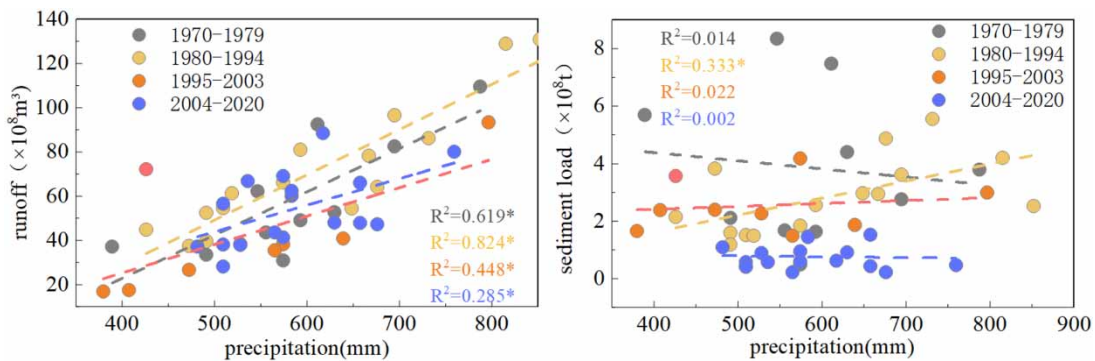 140
120
100
80
60
40
20
runoff（×10⁸m³）
1970-1979
1980-1994
1995-2003
2004-2020
R²=0.619*
R²=0.824*
R²=0.448*
R²=0.285*
400 500 600 700 800
precipitation(mm)
8
6
4
2
0
sediment load（×10⁸t）
R²=0.014
R²=0.333*
R²=0.022
R²=0.002
1970-1979
1980-1994
1995-2003
2004-2020
400 500 600 700 800 900
precipitation(mm)